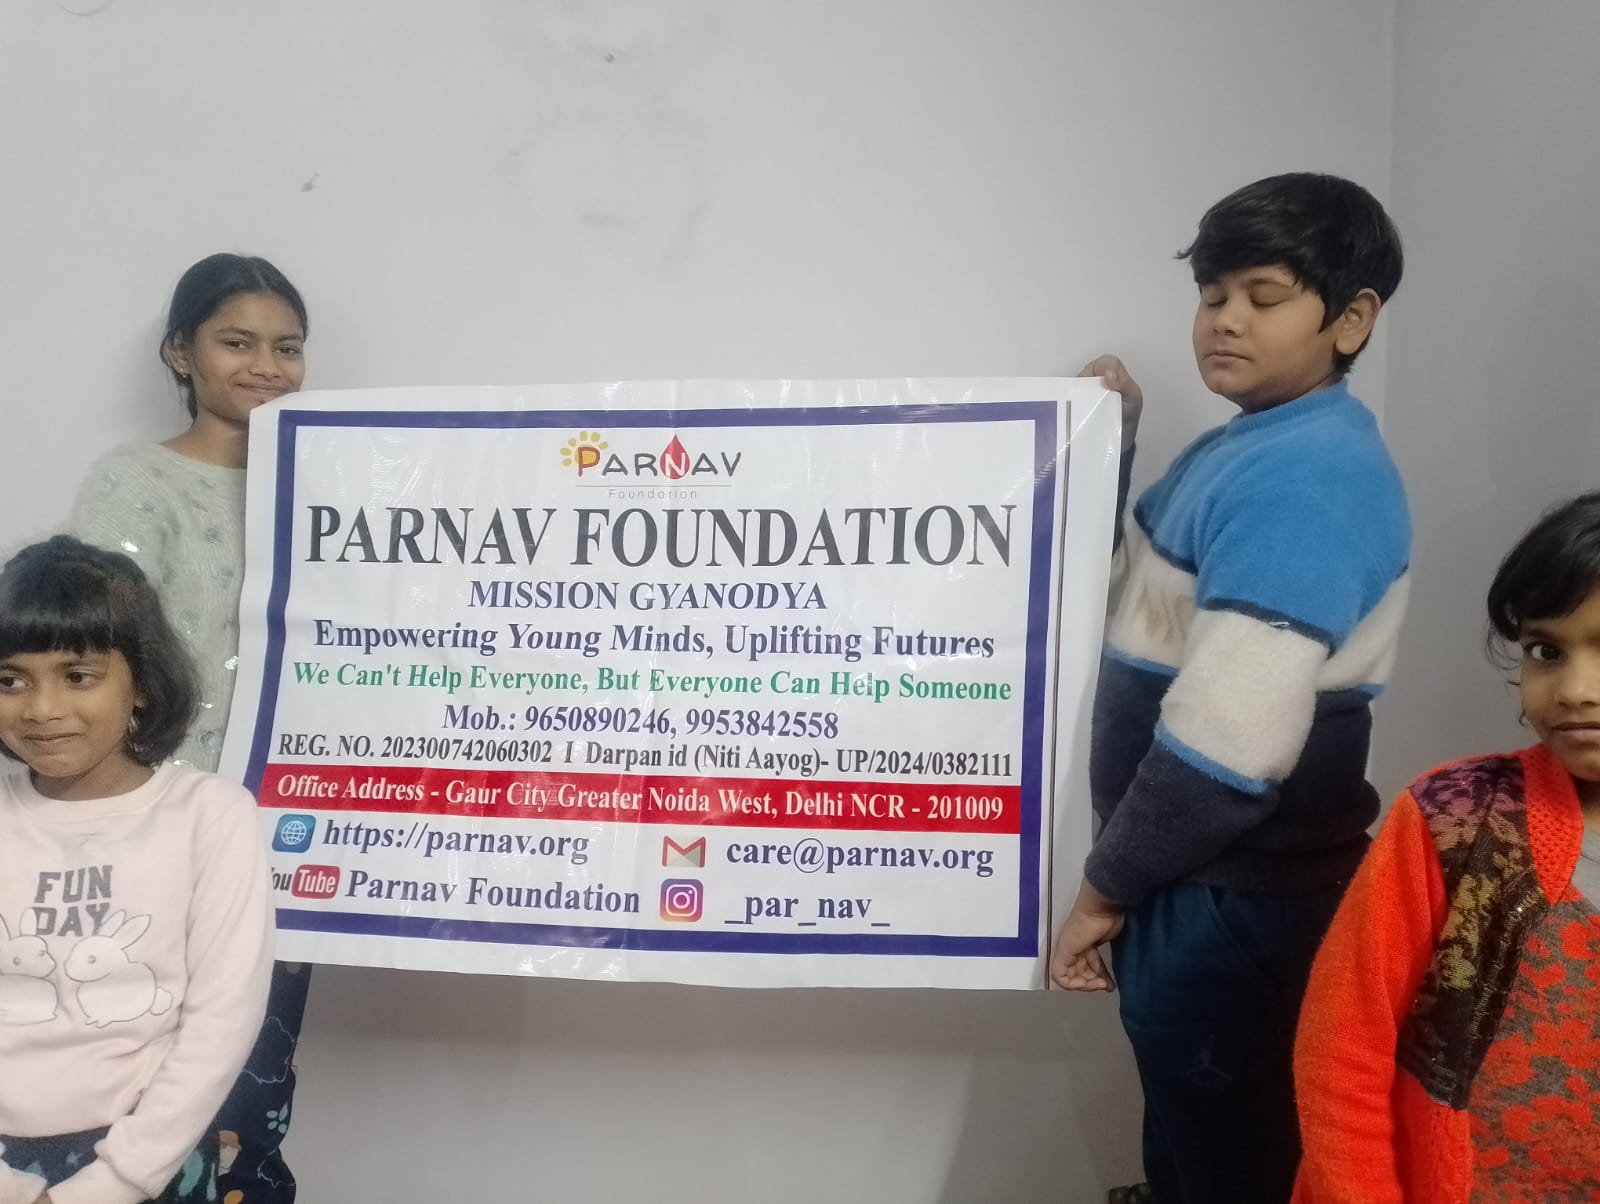 PARNAV
Foundation
PARNAV FOUNDATION
MISSION GYANODYA
Empowering Young Minds, Uplifting Futures
We Can't Help Everyone, But Everyone Can Help Someone
Mob.: 9650890246, 9953842558
REG. NO. 202300742060302 I Darpan id (Niti Aayog)- UP/2024/0382111
Office Address - Gaur City Greater Noida West, Delhi NCR - 201009
https://parnav.org care@parnav.org
YouTube Parnav Foundation _par_nav_
FUN
DAY